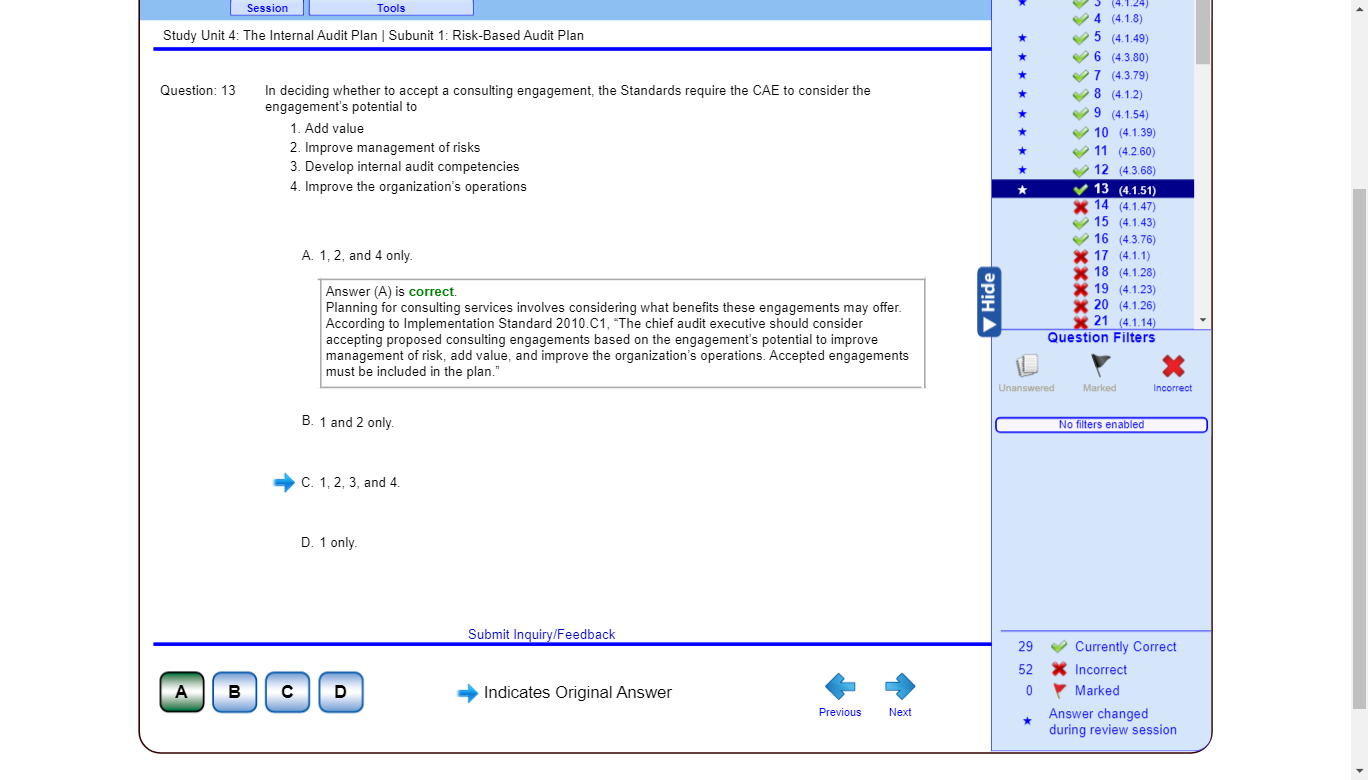 Session
Tools
Study Unit 4: The Internal Audit Plan | Subunit 1: Risk-Based Audit Plan
Question: 13
In deciding whether to accept a consulting engagement, the Standards require the CAE to consider the
engagement's potential to
1. Add value
2. Improve management of risks
3. Develop internal audit competencies
4. Improve the organization's operations
A. 1, 2, and 4 only.
Answer (A) is correct.
Planning for consulting services involves considering what benefits these engagements may offer.
According to Implementation Standard 2010.C1, “The chief audit executive should consider
accepting proposed consulting engagements based on the engagement's potential to improve
management of risk, add value, and improve the organization's operations. Accepted engagements
must be included in the plan.”
B. 1 and 2 only.
C. 1, 2, 3, and 4.
D. 1 only.
Submit Inquiry/Feedback
A
B
C
D
Indicates Original Answer
Previous
Next
3 (4.1.24)
4 (4.1.8)
5 (4.1.49)
6 (4.3.80)
7 (4.3.79)
8 (4.1.2)
9 (4.1.54)
10 (4.1.39)
11 (4.2.60)
12 (4.3.68)
13 (4.1.51)
14 (4.1.47)
15 (4.1.43)
16 (4.3.76)
17 (4.1.1)
18 (4.1.28)
19 (4.1.23)
20 (4.1.26)
21 (4.1.14)
Hide
Question Filters
Unanswered
Marked
Incorrect
No filters enabled
29 Currently Correct
52 Incorrect
0 Marked
Answer changed
during review session